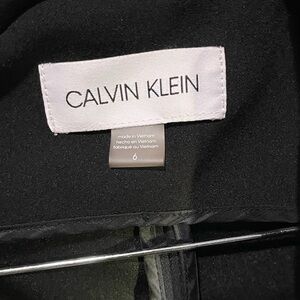 CALVIN KLEIN
made in Vietnam
hecho en Vietnam
fabriqué au Vietnam
6